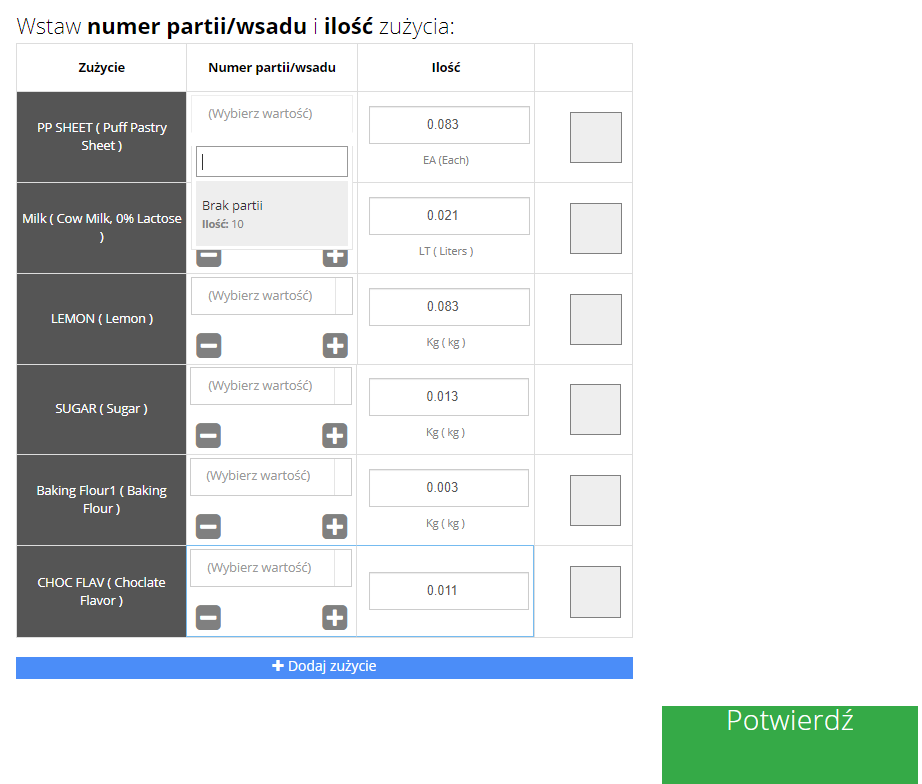 Wstaw numer partii/wsadu i ilość zużycia:
Zużycie Numer partii/wsadu Ilość
PP SHEET ( Puff Pastry
Sheet )
(Wybierz wartość)
0.083
EA (Each)
Brak partii
Ilość: 10
Milk ( Cow Milk, 0% Lactose
)
0.021
LT ( Liters )
LEMON ( Lemon )
(Wybierz wartość)
0.083
Kg ( kg )
SUGAR ( Sugar )
(Wybierz wartość)
0.013
Kg ( kg )
Baking Flour1 ( Baking
Flour )
(Wybierz wartość)
0.003
Kg ( kg )
CHOC FLAV ( Choclate
Flavor )
(Wybierz wartość)
0.011
Dodaj zużycie
Potwierdź